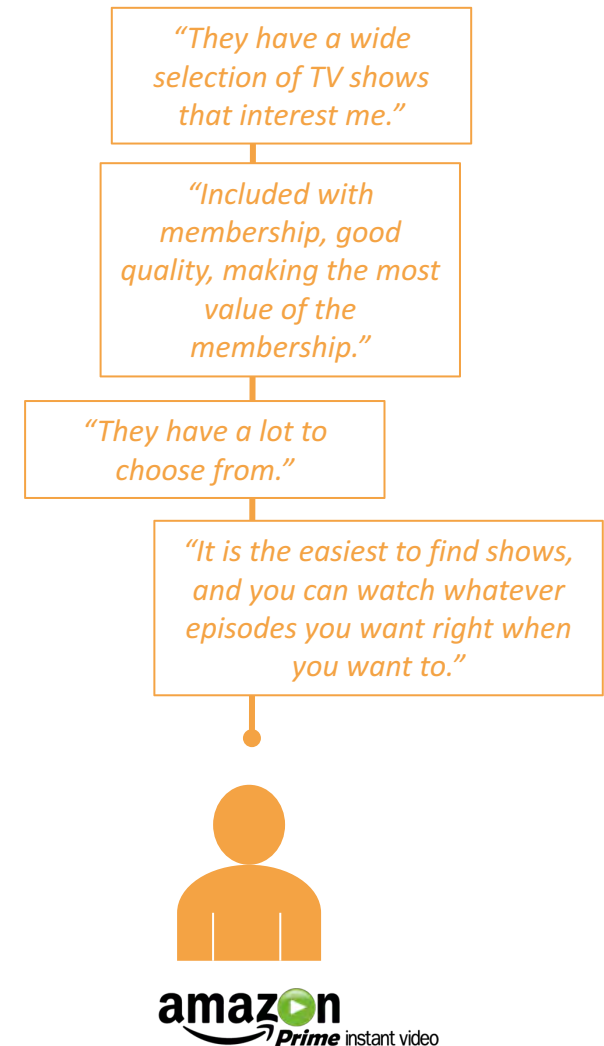 “They have a wide
selection of TV shows
that interest me.”
“Included with
membership, good
quality, making the most
value of the
membership.”
“They have a lot to
choose from.”
“It is the easiest to find shows,
and you can watch whatever
episodes you want right when
you want to.”
amazon
Prime instant video